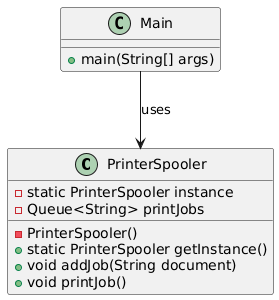 C Main
main(String[] args)
uses
C PrinterSpooler
static PrinterSpooler instance
Queue<String> printJobs
PrinterSpooler()
static PrinterSpooler getInstance()
void addJob(String document)
void printJob()